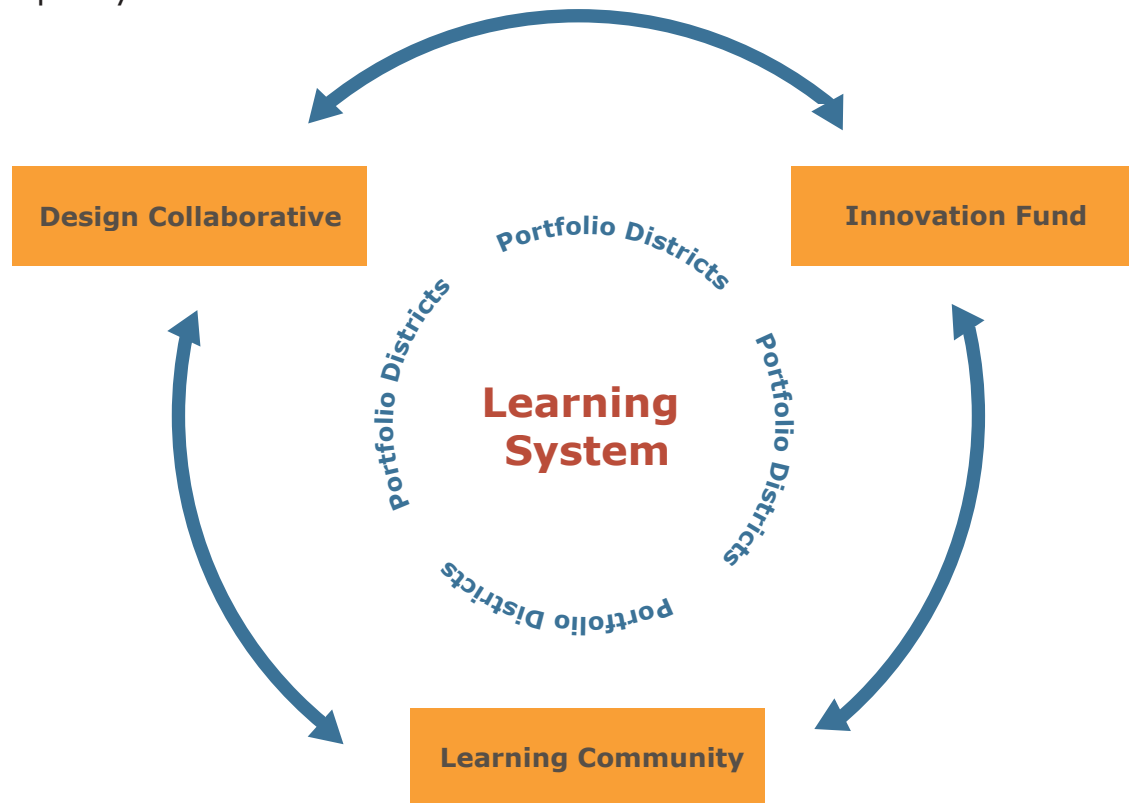 Design Collaborative
Innovation Fund
Portfolio Districts
Portfolio Districts
Portfolio Districts
Portfolio Districts
Learning
System
Learning Community